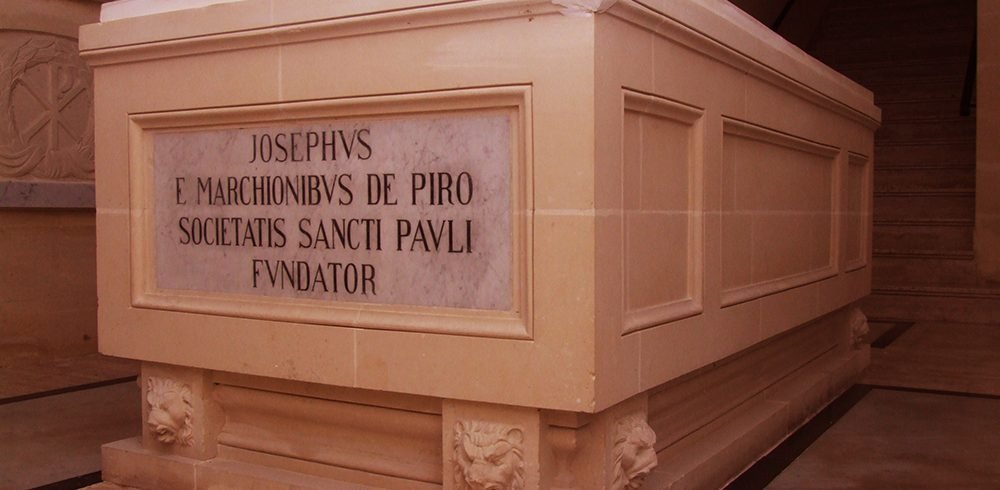 JOSEPHVS
E MARCHIONIBVS DE PIRO
SOCIETATIS SANCTI PAVLI
FVNDATOR